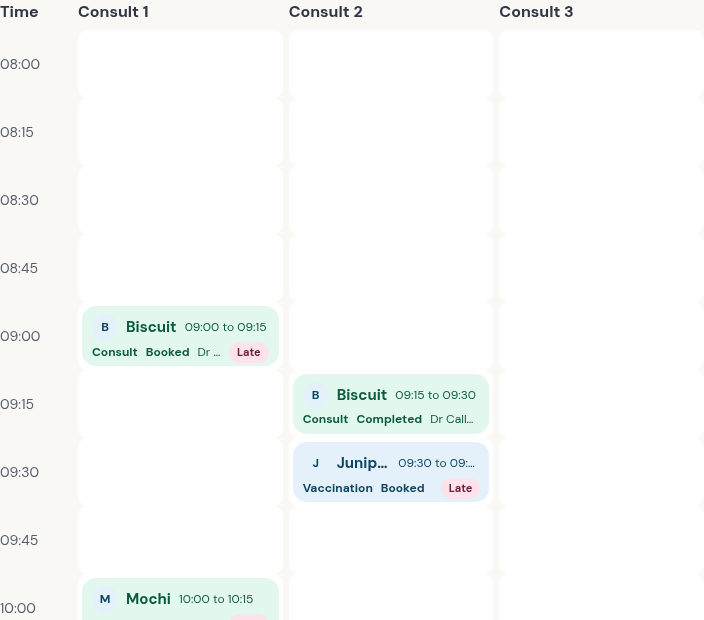 Time Consult 1 Consult 2 Consult 3
08:00
08:15
08:30
08:45
09:00
B Biscuit 09:00 to 09:15
Consult Booked Dr ... Late
09:15
B Biscuit 09:15 to 09:30
Consult Completed Dr Call...
09:30
J Junip... 09:30 to 09:...
Vaccination Booked Late
09:45
10:00
M Mochi 10:00 to 10:15